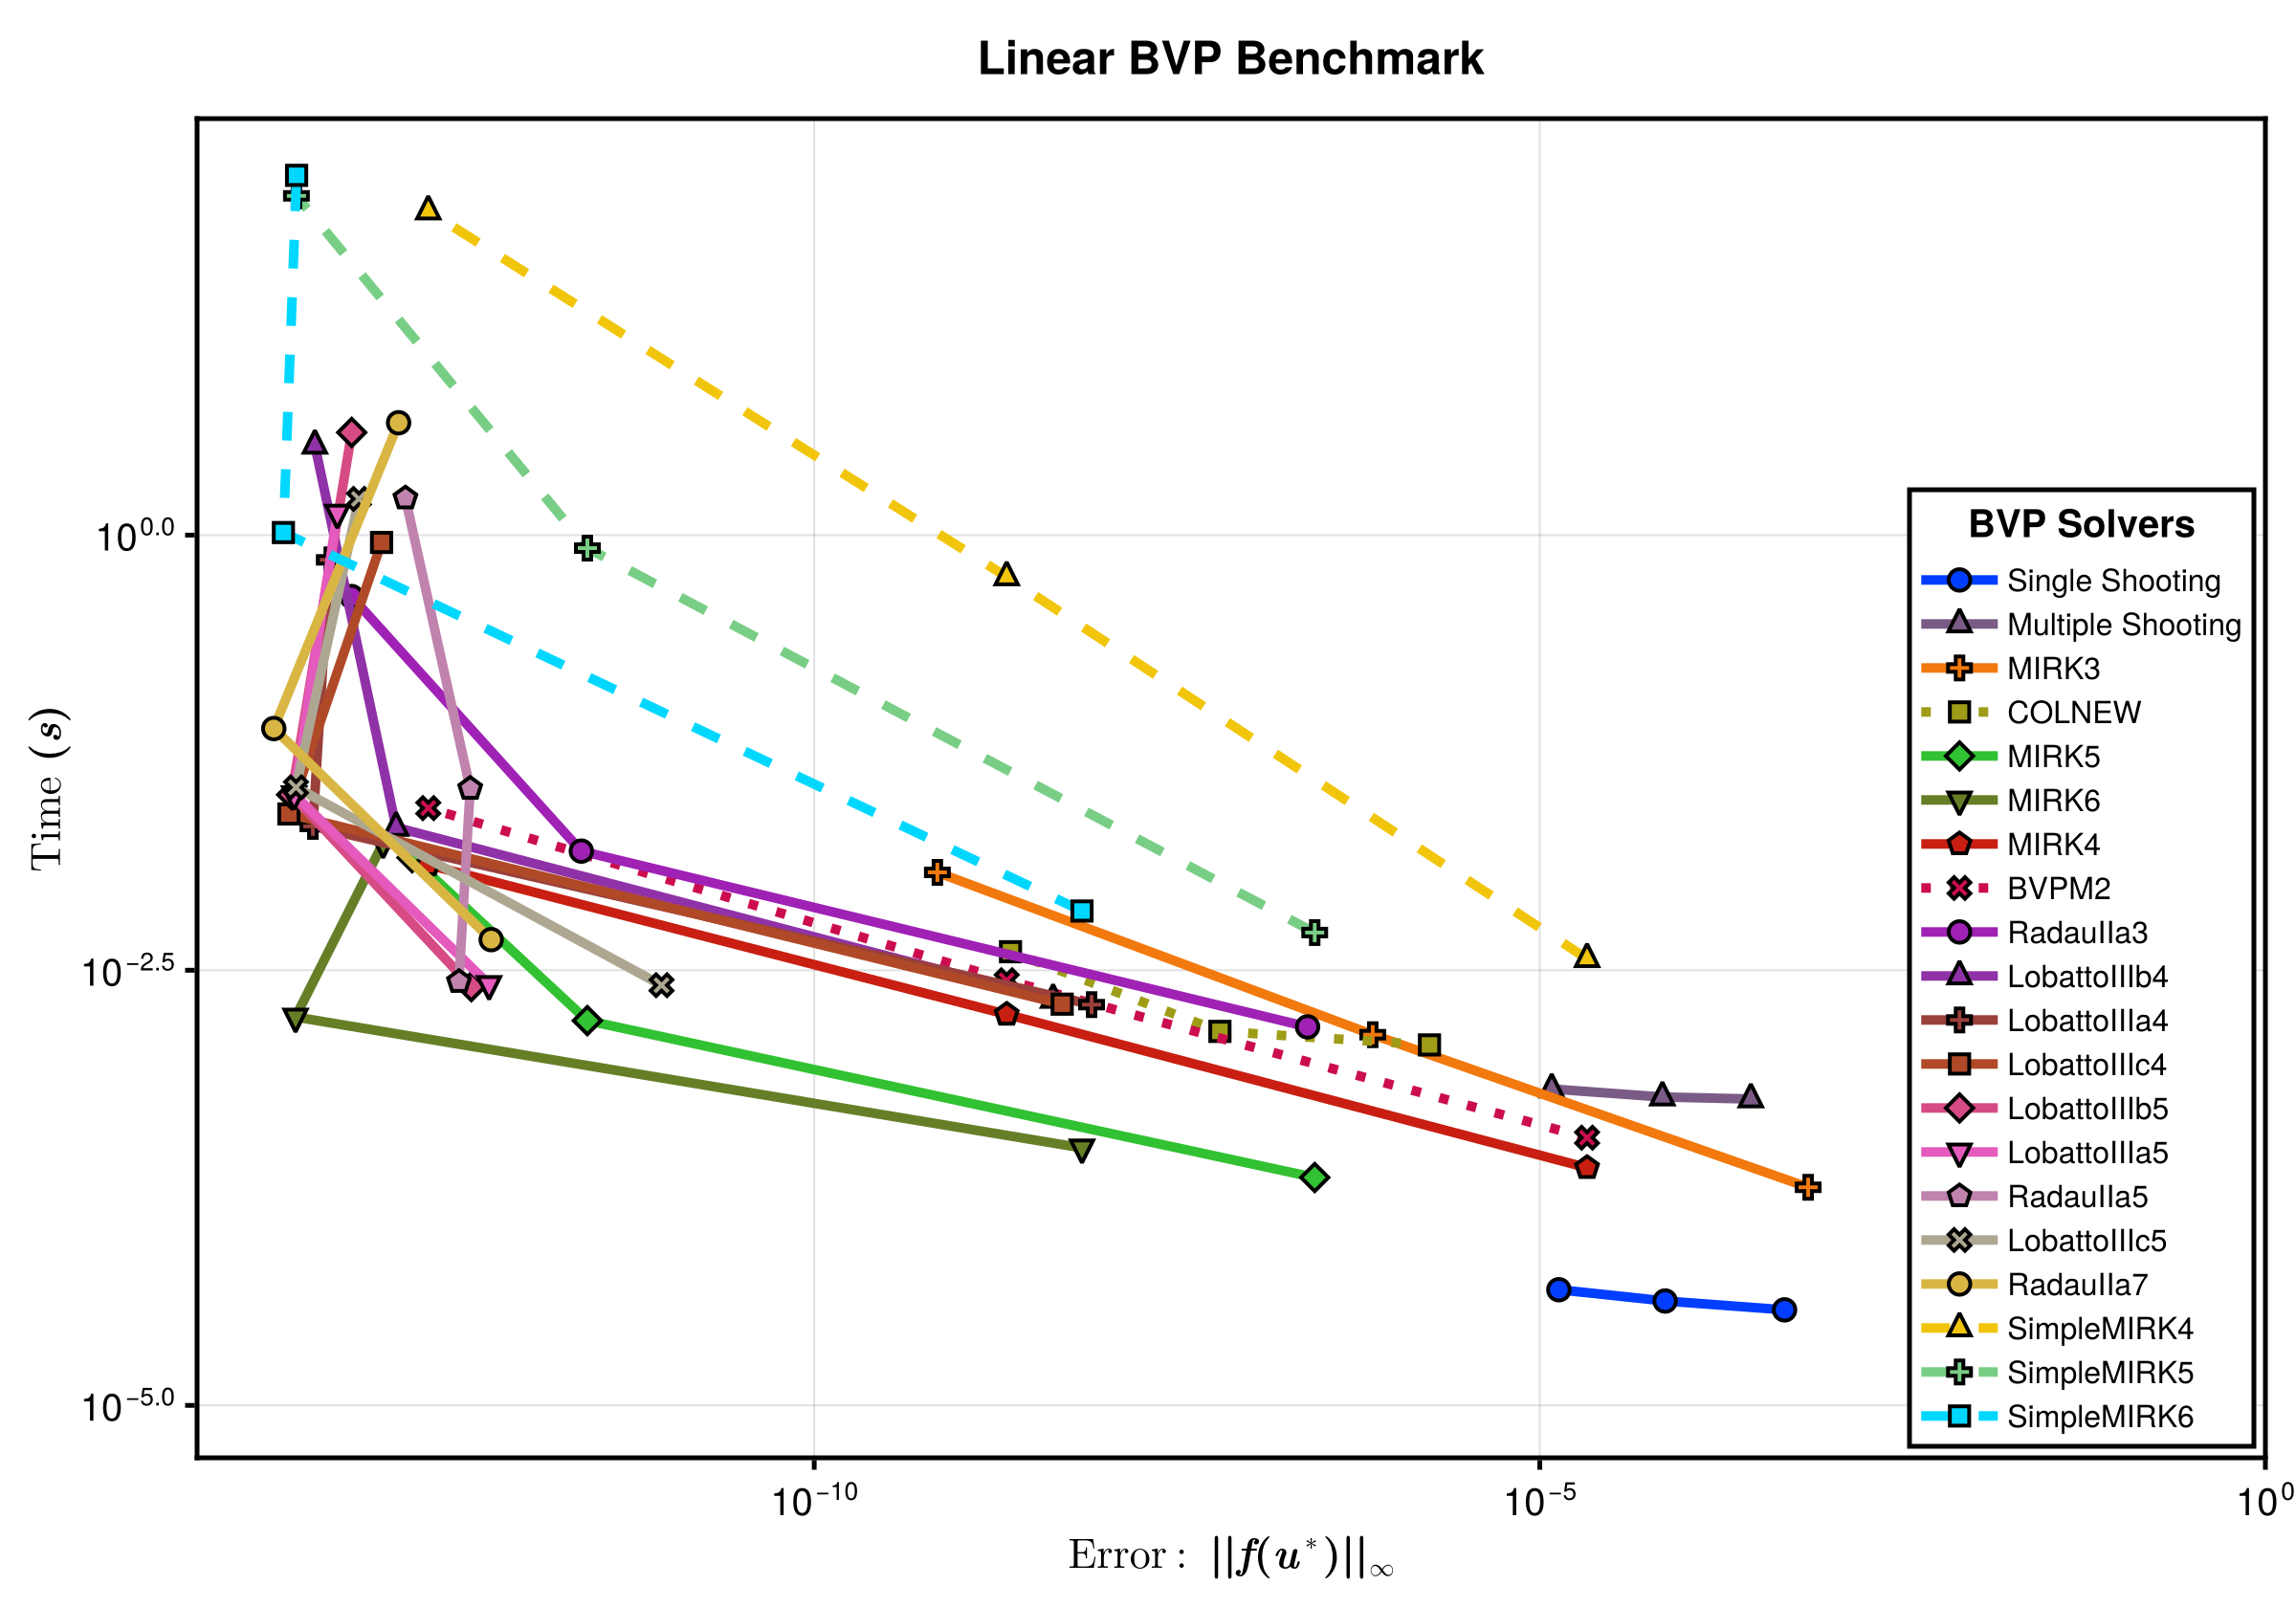 Linear BVP Benchmark
Time (s)
10^0.0
10^−2.5
10^−5.0
BVP Solvers
Single Shooting
Multiple Shooting
MIRK3
COLNEW
MIRK5
MIRK6
MIRK4
BVPM2
RadauIIa3
LobattoIIIb4
LobattoIIIa4
LobattoIIIc4
LobattoIIIb5
LobattoIIIa5
RadauIIa5
LobattoIIIc5
RadauIIa7
SimpleMIRK4
SimpleMIRK5
SimpleMIRK6
10^−10 10^−5 10^0
Error: ||f(u*)||∞